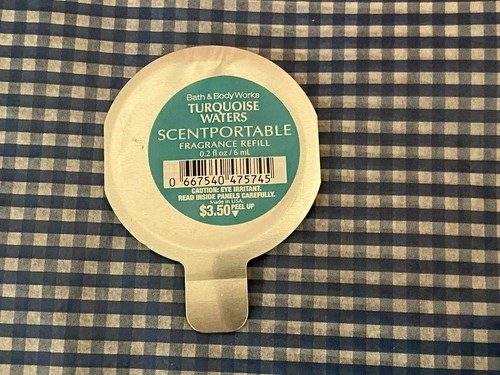 Bath & Body Works
TURQUOISE
WATERS
SCENTPORTABLE
FRAGRANCE REFILL
0.2 fl oz / 6 mL
0 667540 475745
CAUTION: EYE IRRITANT.
READ INSIDE PANELS CAREFULLY.
Made in USA.
$3.50 PEEL UP